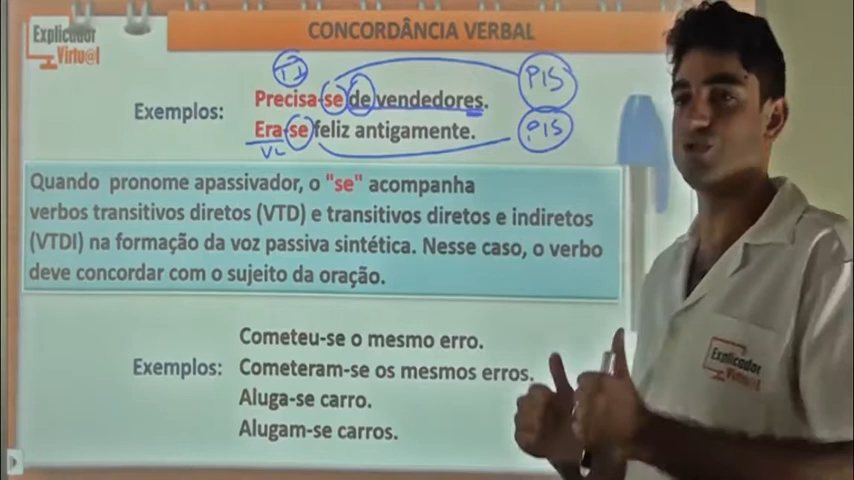 Explicador
Virtu@l
CONCORDÂNCIA VERBAL
TI
PIS
Exemplos:
Precisa-se de vendedores.
Era-se feliz antigamente.
PIS
VL
Quando pronome apassivador, o "se" acompanha
verbos transitivos diretos (VTD) e transitivos diretos e indiretos
(VTDI) na formação da voz passiva sintética. Nesse caso, o verbo
deve concordar com o sujeito da oração.
Exemplos:
Cometeu-se o mesmo erro.
Cometeram-se os mesmos erros.
Aluga-se carro.
Alugam-se carros.
Explicador
Virtu@l